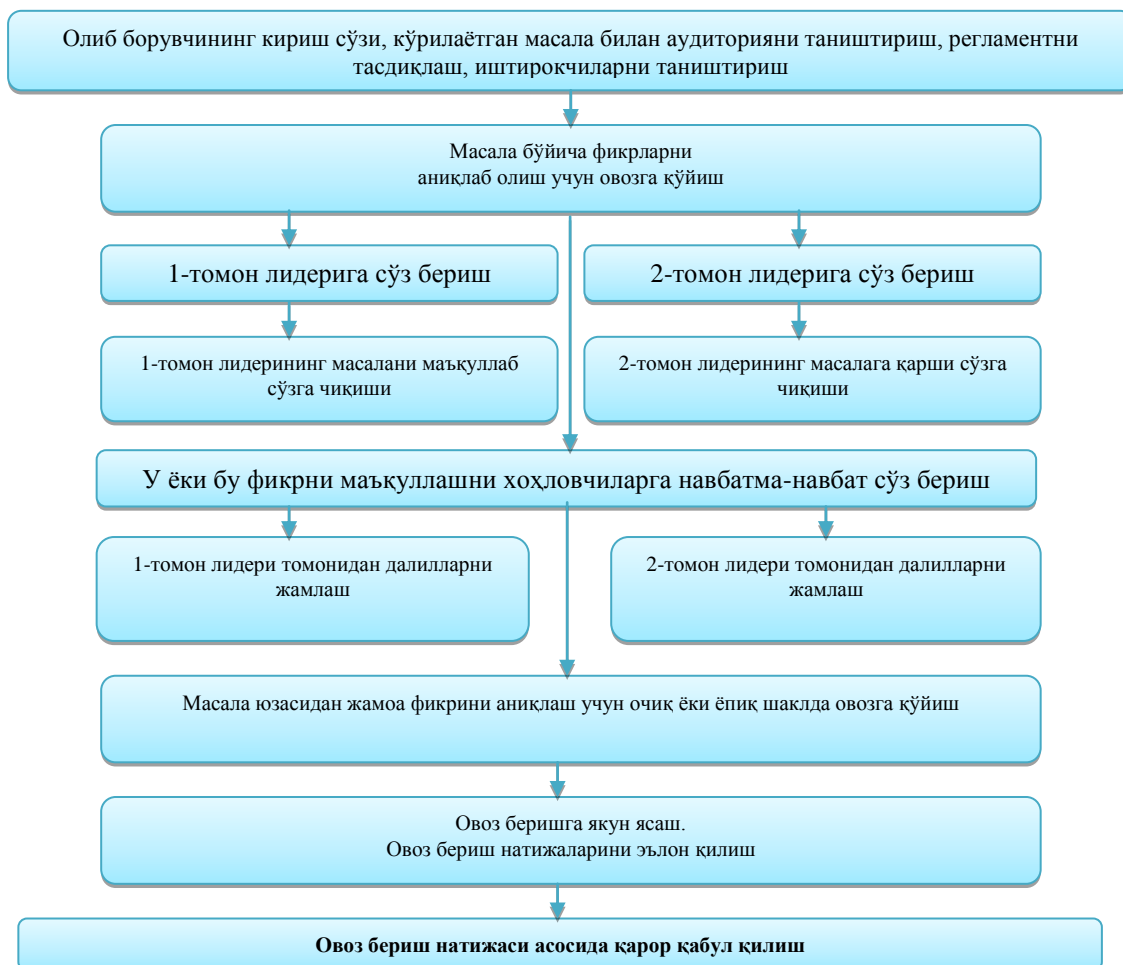 Олиб борувчининг кириш сўзи, кўрилаётган масала билан аудиторияни таништириш, регламентни
тасдиқлаш, иштирокчиларни таништириш
Масала бўйича фикрларни
аниқлаб олиш учун овозга қўйиш
1-томон лидерига сўз бериш
2-томон лидерига сўз бериш
1-томон лидерининг масалани маъқуллаб
сўзга чиқиши
2-томон лидерининг масалага қарши сўзга
чиқиши
У ёки бу фикрни маъқуллашни хоҳловчиларга навбатма-навбат сўз бериш
1-томон лидери томонидан далилларни
жамлаш
2-томон лидери томонидан далилларни
жамлаш
Масала юзасидан жамоа фикрини аниқлаш учун очиқ ёки ёпиқ шаклда овозга қўйиш
Овоз беришга якун ясаш.
Овоз бериш натижаларини эълон қилиш
Овоз бериш натижаси асосида қарор қабул қилиш